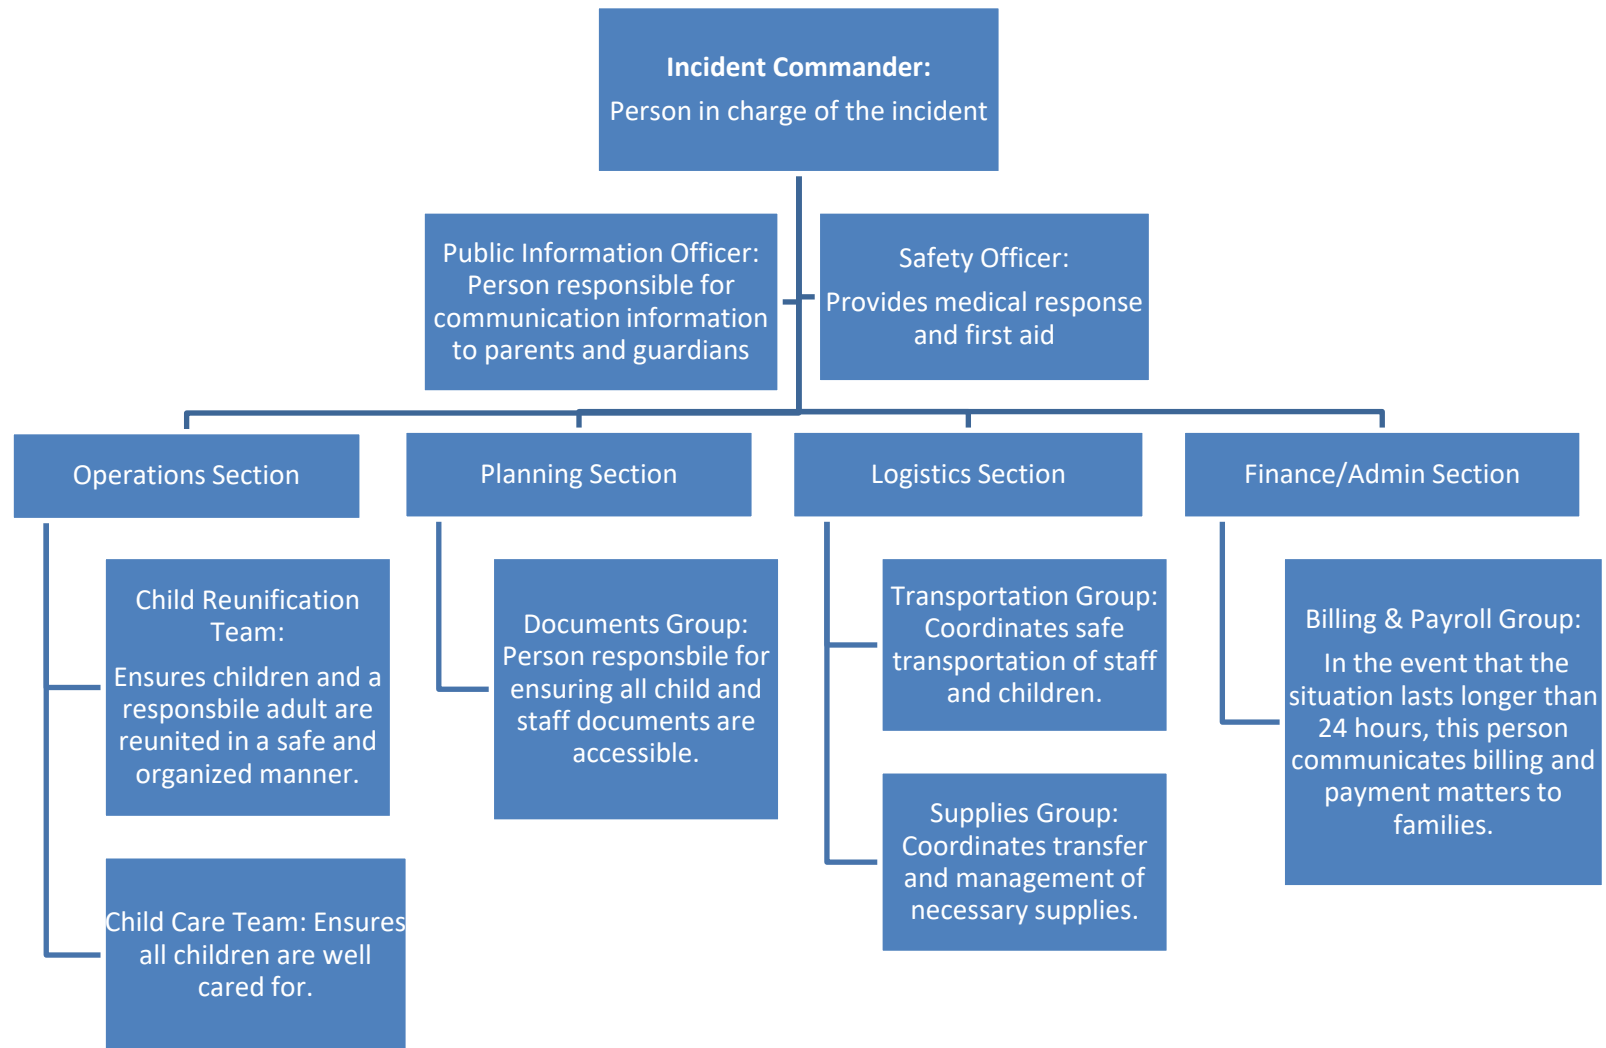 Incident Commander:
Person in charge of the incident
Public Information Officer:
Person responsible for
communication information
to parents and guardians
Safety Officer:
Provides medical response
and first aid
Operations Section
Planning Section
Logistics Section
Finance/Admin Section
Child Reunification
Team:
Ensures children and a
responsbile adult are
reunited in a safe and
organized manner.
Child Care Team: Ensures
all children are well
cared for.
Documents Group:
Person responsbile for
ensuring all child and
staff documents are
accessible.
Transportation Group:
Coordinates safe
transportation of staff
and children.
Supplies Group:
Coordinates transfer
and management of
necessary supplies.
Billing & Payroll Group:
In the event that the
situation lasts longer than
24 hours, this person
communicates billing and
payment matters to
families.